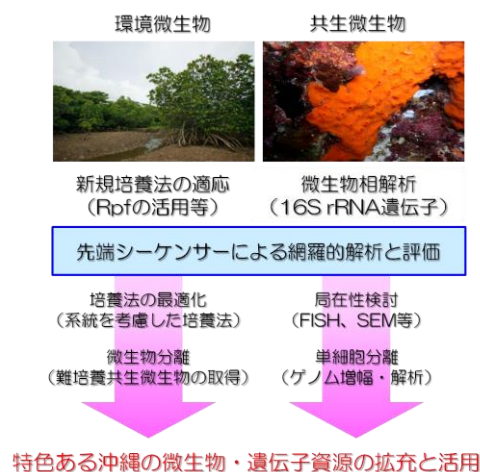 環境微生物
共生微生物
新規培養法の適応
（Rpfの活用等）
微生物相解析
（16S rRNA遺伝子）
先端シーケンサーによる網羅的解析と評価
培養法の最適化
（系統を考慮した培養法）
局在性検討
（FISH、SEM等）
微生物分離
（難培養共生微生物の取得）
単細胞分離
（ゲノム増幅・解析）
特色ある沖縄の微生物・遺伝子資源の拡充と活用